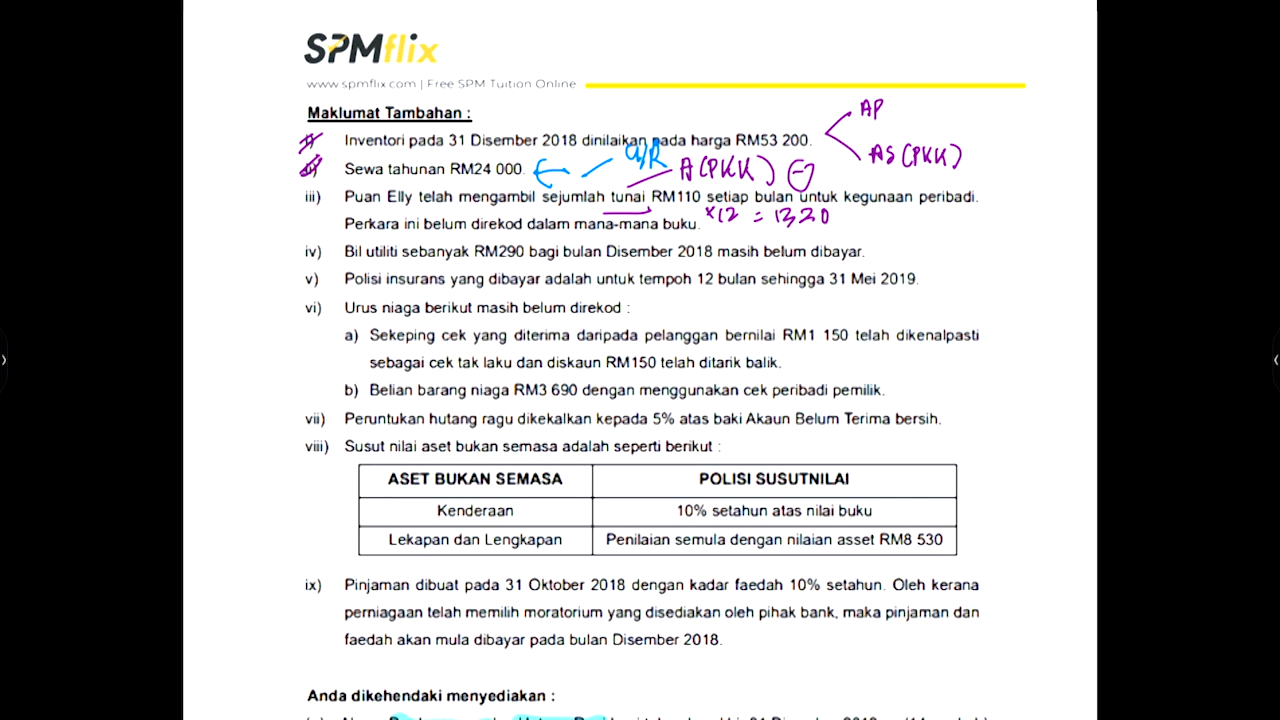 SPMflix
www.spmflix.com | Free SPM Tuition Online
Maklumat Tambahan :
AP
i) Inventori pada 31 Disember 2018 dinilaikan pada harga RM53 200.
AS (PKK)
ii) Sewa tahunan RM24 000.
A (PKK) -
iii) Puan Elly telah mengambil sejumlah tunai RM110 setiap bulan untuk kegunaan peribadi.
Perkara ini belum direkod dalam mana-mana buku.
×12 = 1320
iv) Bil utiliti sebanyak RM290 bagi bulan Disember 2018 masih belum dibayar.
v) Polisi insurans yang dibayar adalah untuk tempoh 12 bulan sehingga 31 Mei 2019.
vi) Urus niaga berikut masih belum direkod :
a) Sekeping cek yang diterima daripada pelanggan bernilai RM1 150 telah dikenalpasti
sebagai cek tak laku dan diskaun RM150 telah ditarik balik.
b) Belian barang niaga RM3 690 dengan menggunakan cek peribadi pemilik.
vii) Peruntukan hutang ragu dikekalkan kepada 5% atas baki Akaun Belum Terima bersih.
viii) Susut nilai aset bukan semasa adalah seperti berikut :
ASET BUKAN SEMASA POLISI SUSUTNILAI
Kenderaan 10% setahun atas nilai buku
Lekapan dan Lengkapan Penilaian semula dengan nilaian asset RM8 530
ix) Pinjaman dibuat pada 31 Oktober 2018 dengan kadar faedah 10% setahun. Oleh kerana
perniagaan telah memilih moratorium yang disediakan oleh pihak bank, maka pinjaman dan
faedah akan mula dibayar pada bulan Disember 2018.
Anda dikehendaki menyediakan :